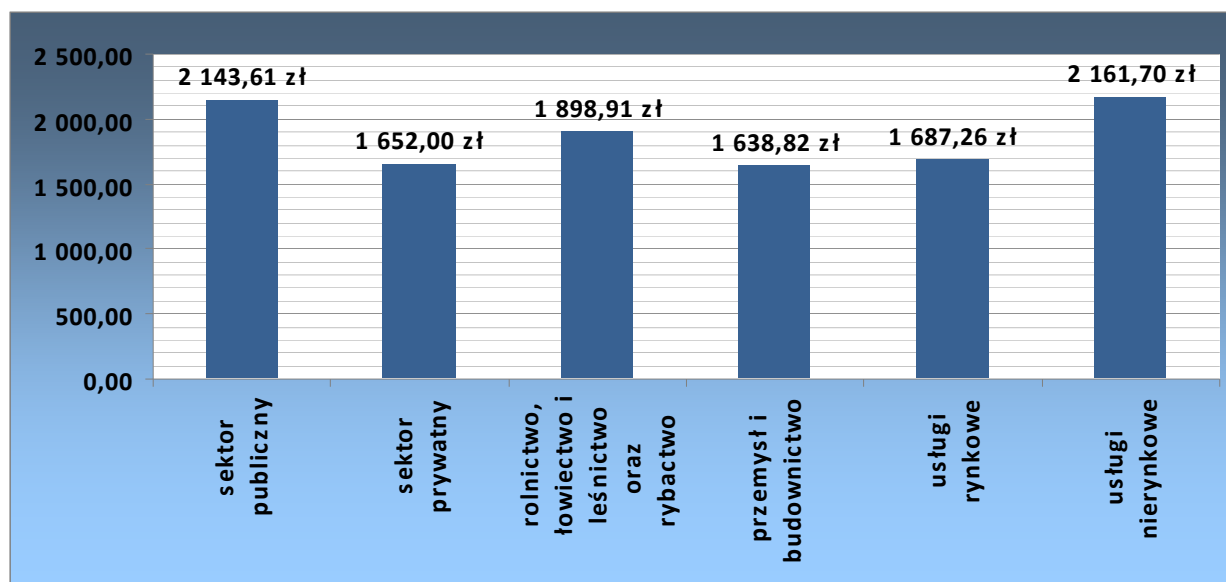 2 500,00
2 000,00
1 500,00
1 000,00
500,00
0,00
2 143,61 zł
1 652,00 zł
1 898,91 zł
1 638,82 zł
1 687,26 zł
2 161,70 zł
sektor
publiczny
sektor
prywatny
rolnictwo,
łowiectwo i
leśnictwo
oraz
rybactwo
przemysł i
budownictwo
usługi
rynkowe
usługi
nierynkowe